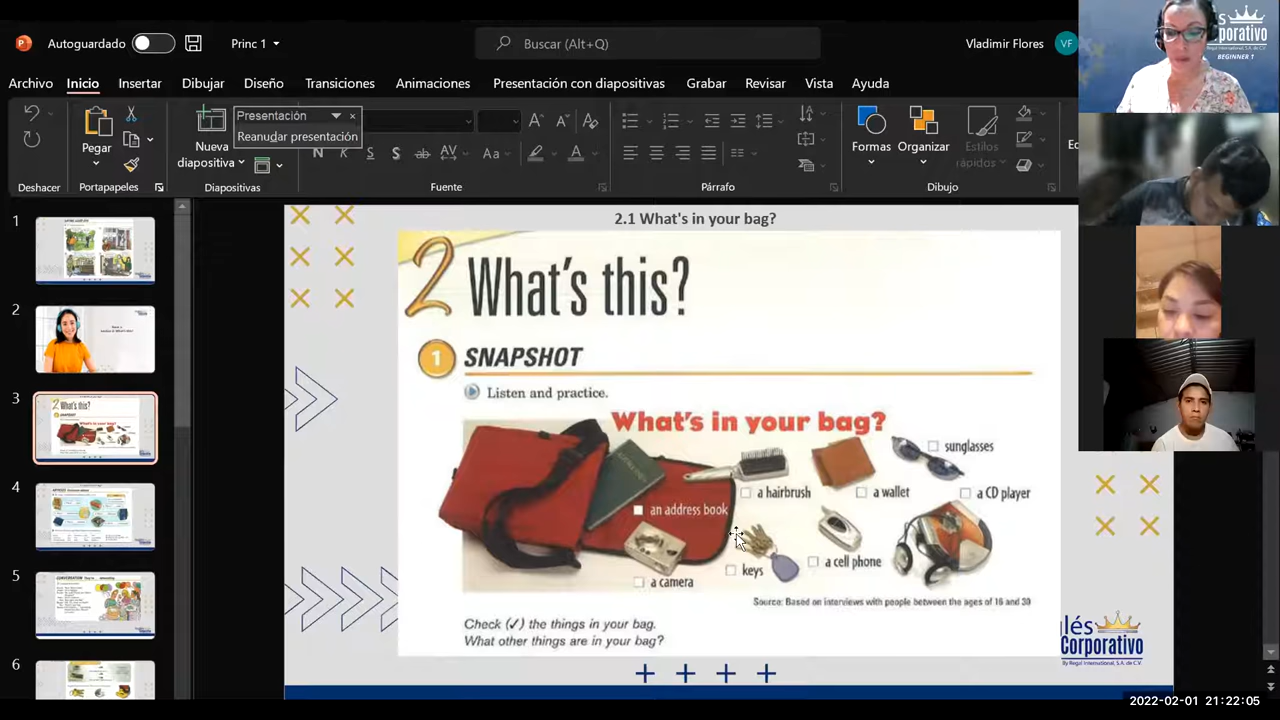 Autoguardado
Princ 1
Buscar (Alt+Q)
Vladimir Flores
VF
Archivo Inicio Insertar Dibujar Diseño Transiciones Animaciones Presentación con diapositivas Grabar Revisar Vista Ayuda
Presentación
Reanudar presentación
Pegar
Nueva
diapositiva
Formas
Organizar
Estilos
rápidos
Deshacer
Portapapeles
Diapositivas
Fuente
Párrafo
Dibujo
BEGINNER 1
1
2
3
4
5
6
2.1 What's in your bag?
2 What's this?
1 SNAPSHOT
Listen and practice.
What's in your bag?
sunglasses
a hairbrush
a wallet
a CD player
an address book
a cell phone
keys
a camera
Source: Based on interviews with people between the ages of 16 and 30
Check (✓) the things in your bag.
What other things are in your bag?
lés
Corporativo
By Regal International, S.A. de C.V.
2022-02-01 21:22:05